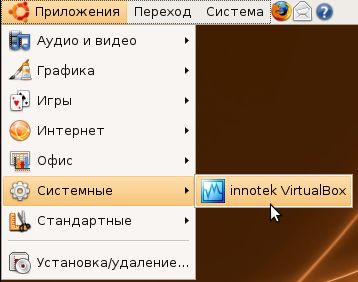 Приложения Переход Система
Аудио и видео
Графика
Игры
Интернет
Офис
Системные
innotek VirtualBox
Стандартные
Установка/удаление...